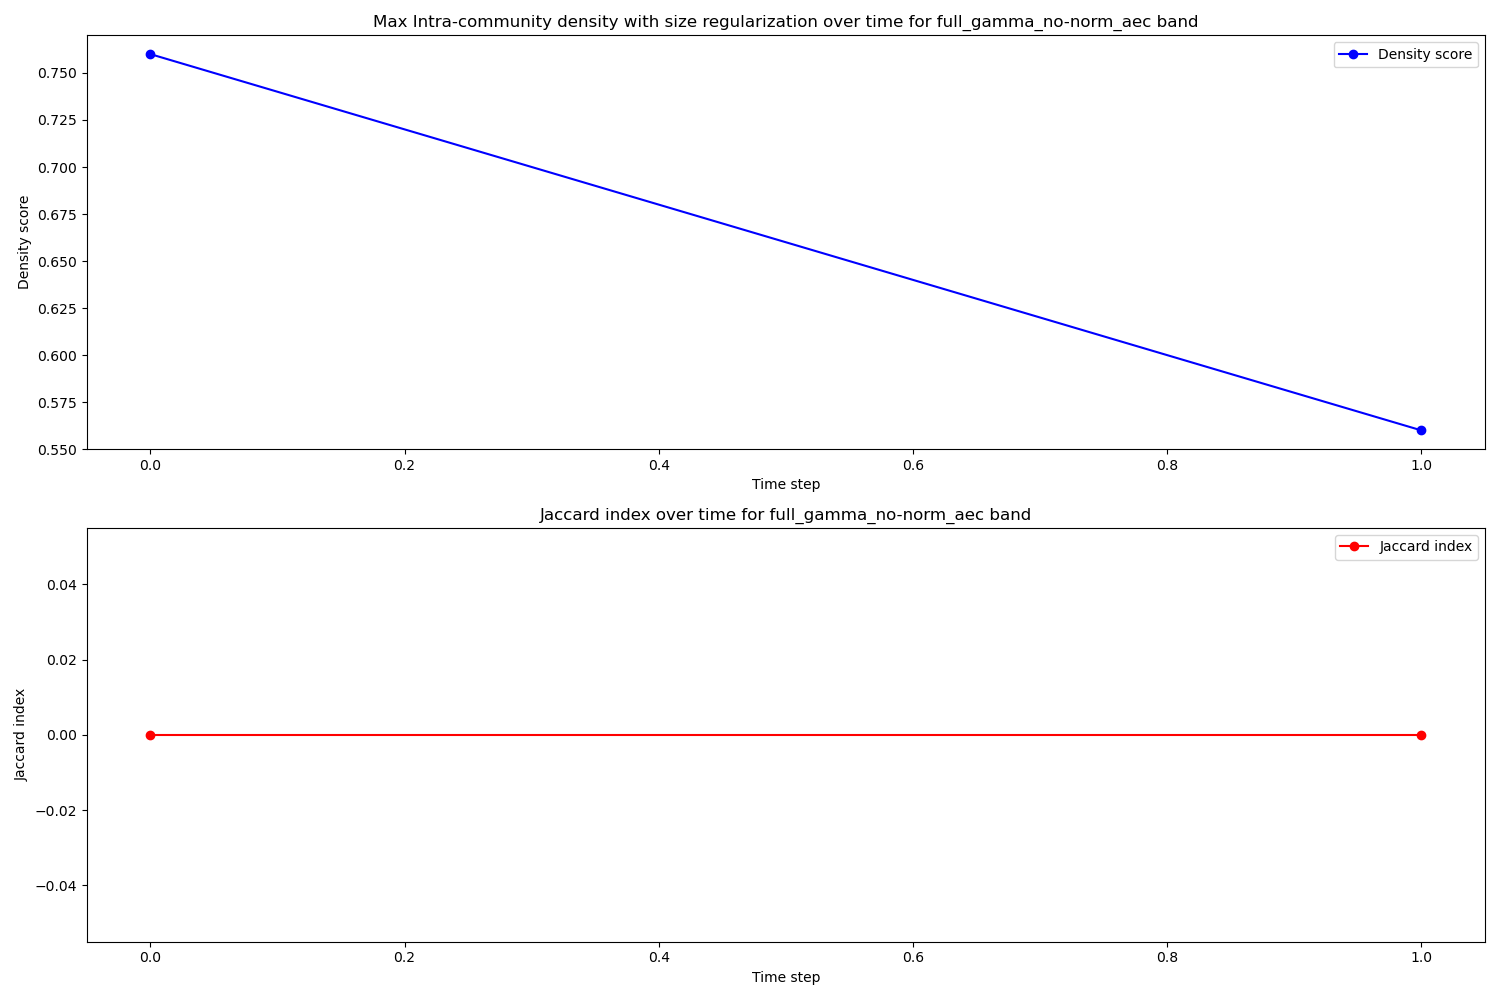 Max Intra-community density with size regularization over time for full_gamma_no-norm_aec band
Density score
0.750
0.725
0.700
0.675
0.650
0.625
0.600
0.575
0.550
Density score
0.0 0.2 0.4 0.6 0.8 1.0
Time step
Jaccard index over time for full_gamma_no-norm_aec band
Jaccard index
0.04
0.02
0.00
−0.02
−0.04
Jaccard index
0.0 0.2 0.4 0.6 0.8 1.0
Time step